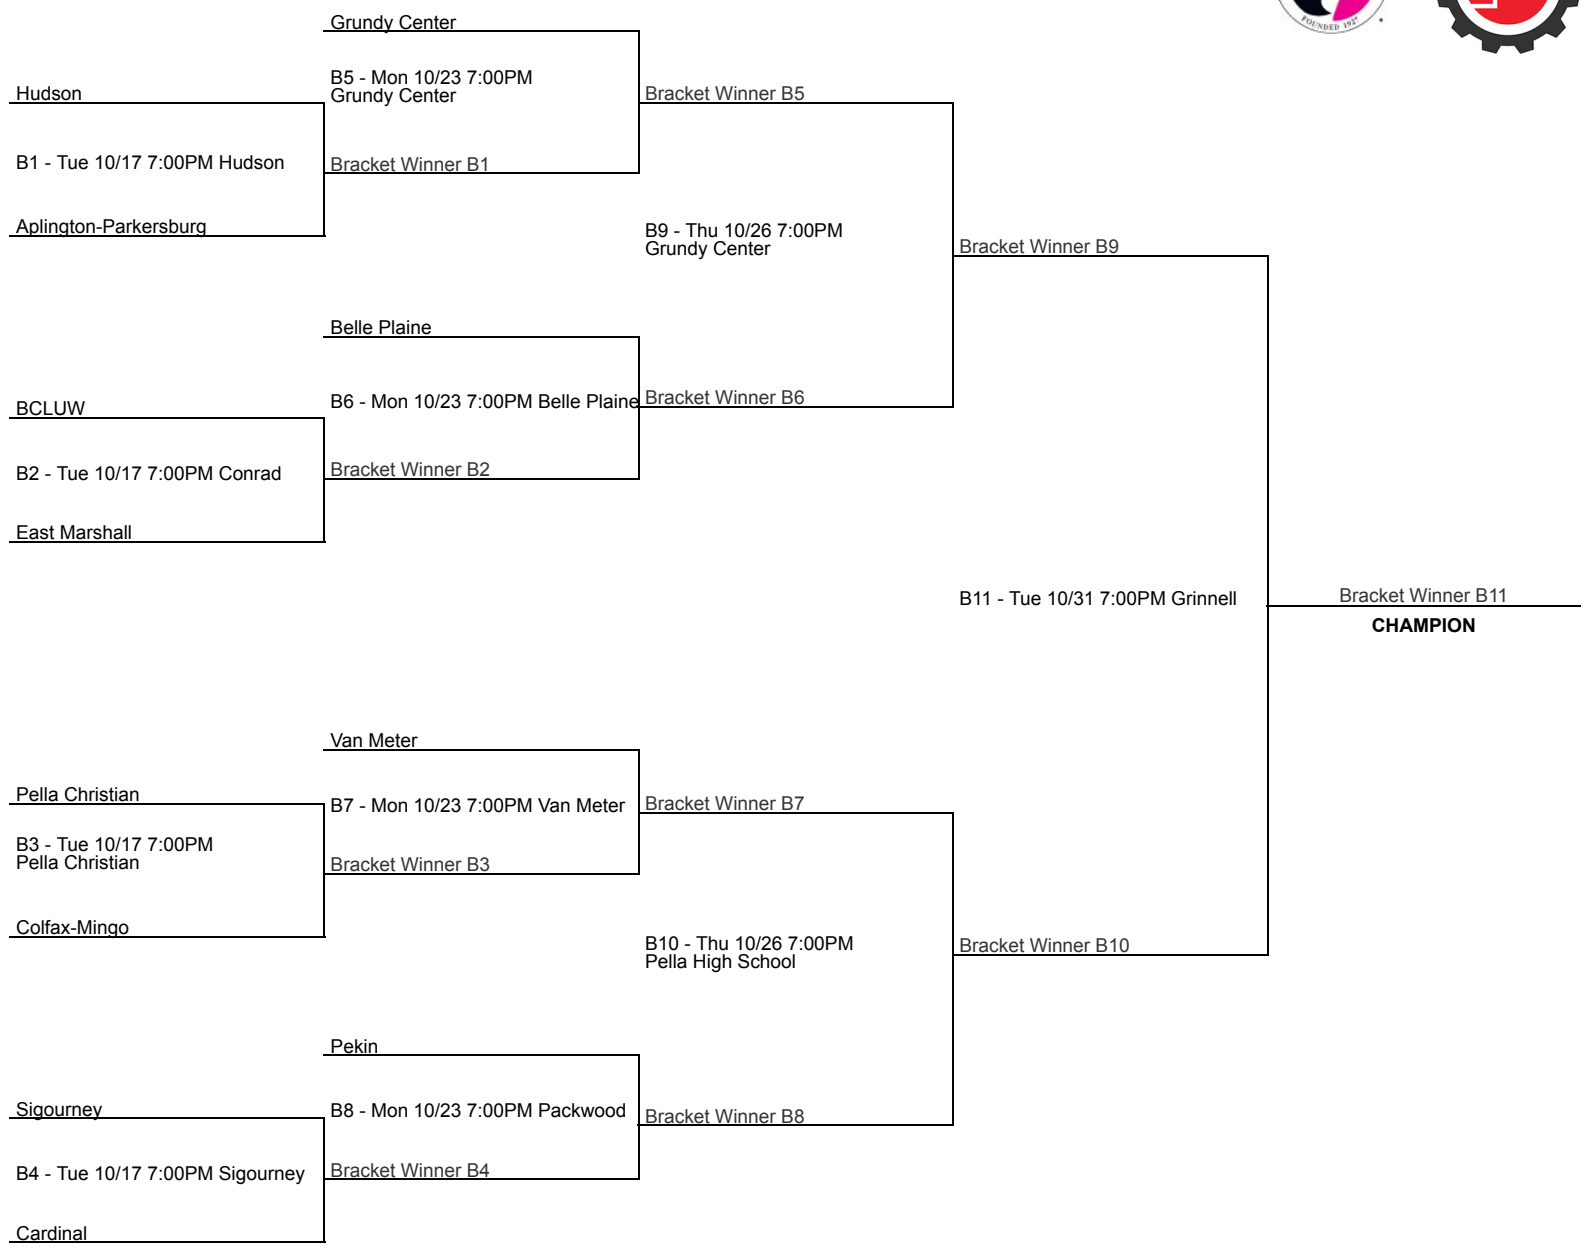 FOUNDED 1927
Grundy Center
B5 - Mon 10/23 7:00PM
Grundy Center
Hudson
Bracket Winner B5
B1 - Tue 10/17 7:00PM Hudson
Bracket Winner B1
Aplington-Parkersburg
B9 - Thu 10/26 7:00PM
Grundy Center
Bracket Winner B9
Belle Plaine
BCLUW
B6 - Mon 10/23 7:00PM Belle Plaine
Bracket Winner B6
B2 - Tue 10/17 7:00PM Conrad
Bracket Winner B2
East Marshall
B11 - Tue 10/31 7:00PM Grinnell
Bracket Winner B11
CHAMPION
Van Meter
Pella Christian
B7 - Mon 10/23 7:00PM Van Meter
Bracket Winner B7
B3 - Tue 10/17 7:00PM
Pella Christian
Bracket Winner B3
Colfax-Mingo
B10 - Thu 10/26 7:00PM
Pella High School
Bracket Winner B10
Pekin
Sigourney
B8 - Mon 10/23 7:00PM Packwood
Bracket Winner B8
B4 - Tue 10/17 7:00PM Sigourney
Bracket Winner B4
Cardinal